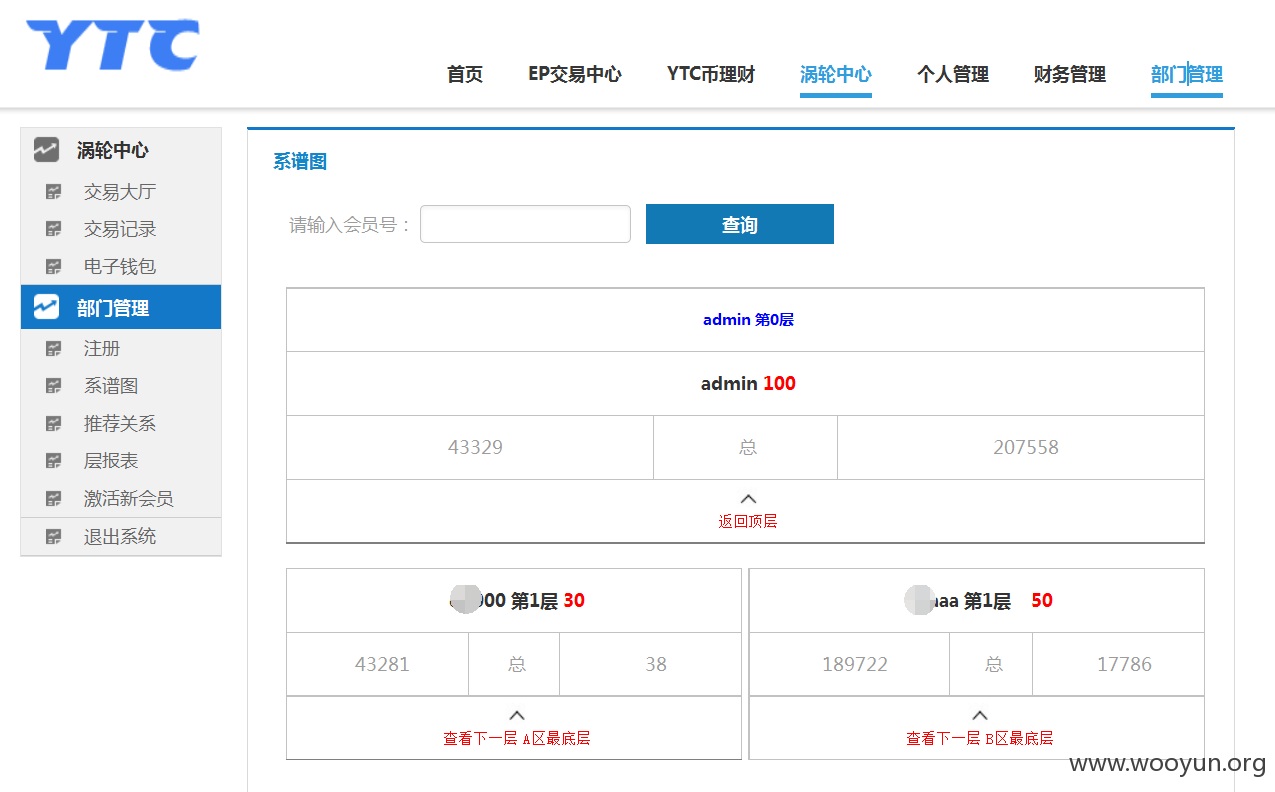 YTC
首页 EP交易中心 YTC币理财 涡轮中心 个人管理 财务管理 部门管理
涡轮中心
交易大厅
交易记录
电子钱包
部门管理
注册
系谱图
推荐关系
层报表
激活新会员
退出系统
系谱图
请输入会员号： 查询
admin 第0层
admin 100
43329 总 207558
返回顶层
00 第1层 30
aa 第1层 50
43281 总 38
189722 总 17786
查看下一层 A区最底层
查看下一层 B区最底层
www.wooyun.org